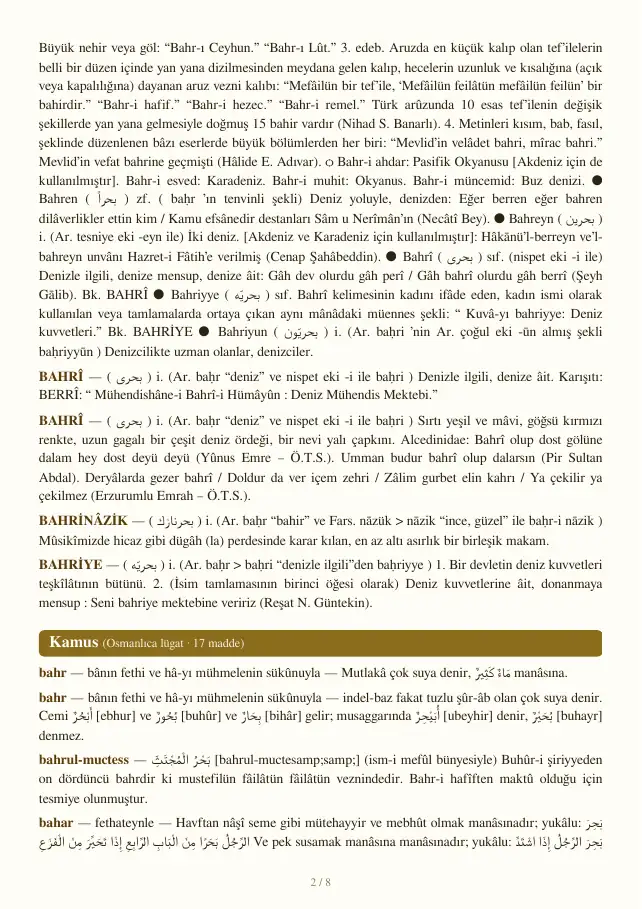 Büyük nehir veya göl: “Bahr-ı Ceyhun.” “Bahr-ı Lût.” 3. edeb. Aruzda en küçük kalıp olan tef’ilelerin
belli bir düzen içinde yan yana dizilmesinden meydana gelen kalıp, hecelerin uzunluk ve kısalığına (açık
veya kapalılığına) dayanan aruz vezni kalıbı: “Mefâilün bir tef’ile, ‘Mefâilün feilâtün mefâilün feilün’ bir
bahirdir.” “Bahr-i hafif.” “Bahr-i hezec.” “Bahr-i remel.” Türk arûzunda 10 esas tef’ilenin değişik
şekillerde yan yana gelmesiyle doğmuş 15 bahir vardır (Nihad S. Banarlı). 4. Metinleri kısım, bab, fasıl,
şeklinde düzenlenen bâzı eserlerde büyük bölümlerden her biri: “Mevlid’in velâdet bahri, mîrac bahri.”
Mevlid’in vefat bahrine geçmişti (Hâlide E. Adıvar). ѻ Bahr-i ahdar: Pasifik Okyanusu [Akdeniz için de
kullanılmıştır]. Bahr-i esved: Karadeniz. Bahr-i muhit: Okyanus. Bahr-i müncemid: Buz denizi. ●
Bahren ( بحراً ) zf. ( baḥr ’ın tenvinli şekli) Deniz yoluyle, denizden: Eğer berren eğer bahren
dilâverlikler ettin kim / Kamu efsânedir destanları Sâm u Nerîmân’ın (Necâtî Bey). ● Bahreyn ( بحرين )
i. (Ar. tesniye eki -eyn ile) İki deniz. [Akdeniz ve Karadeniz için kullanılmıştır]: Hâkānü’l-berreyn ve’l-
bahreyn unvânı Hazret-i Fâtih’e verilmiş (Cenap Şahâbeddin). ● Bahrî ( بحرى ) sıf. (nispet eki -i ile)
Denizle ilgili, denize mensup, denize âit: Gâh dev olurdu gâh perî / Gâh bahrî olurdu gâh berrî (Şeyh
Gālib). Bk. BAHRÎ ● Bahriyye ( بحريّه ) sıf. Bahrî kelimesinin kadını ifâde eden, kadın ismi olarak
kullanılan veya tamlamalarda ortaya çıkan aynı mânâdaki müennes şekli: “ Kuvâ-yı bahriyye: Deniz
kuvvetleri.” Bk. BAHRİYE ● Bahriyun ( بحريّون ) i. (Ar. baḥri ’nin Ar. çoğul eki -ün almış şekli
baḥriyyün ) Denizcilikte uzman olanlar, denizciler.
BAHRÎ — ( بحرى ) i. (Ar. baḥr “deniz” ve nispet eki -i ile baḥri ) Denizle ilgili, denize âit. Karışıtı:
BERRÎ: “ Mühendishâne-i Bahrî-i Hümâyûn : Deniz Mühendis Mektebi.”
BAHRÎ — ( بحرى ) i. (Ar. baḥr “deniz” ve nispet eki -i ile baḥri ) Sırtı yeşil ve mâvi, göğsü kırmızı
renkte, uzun gagalı bir çeşit deniz ördeği, bir nevi yalı çapkını. Alcedinidae: Bahrî olup dost gölüne
dalam hey dost deyü deyü (Yûnus Emre – Ö.T.S.). Umman budur bahrî olup dalarsın (Pir Sultan
Abdal). Deryâlarda gezer bahrî / Doldur da ver içem zehri / Zâlim gurbet elin kahrı / Ya çekilir ya
çekilmez (Erzurumlu Emrah – Ö.T.S.).
BAHRİNÂZİK — ( بحرنازك ) i. (Ar. baḥr “bahir” ve Fars. nāzük > nāzik “ince, güzel” ile baḥr-i nāzik )
Mûsikîmizde hicaz gibi dügâh (la) perdesinde karar kılan, en az altı asırlık bir birleşik makam.
BAHRİYE — ( بحريّه ) i. (Ar. baḥr > baḥri “denizle ilgili”den baḥriyye ) 1. Bir devletin deniz kuvvetleri
teşkîlâtının bütünü. 2. (İsim tamlamasının birinci öğesi olarak) Deniz kuvvetlerine âit, donanmaya
mensup : Seni bahriye mektebine veririz (Reşat N. Güntekin).
Kamus (Osmanlıca lügat · 17 madde)
bahr — bânın fethi ve hâ-yı mühmelenin sükûnuyla — Mutlakâ çok suya denir, مَاءٌ كَثِيرٌ manâsına.
bahr — bânın fethi ve hâ-yı mühmelenin sükûnuyla — indel-baz fakat tuzlu şûr-âb olan çok suya denir.
Cemi أَبْحُرٌ [ebhur] ve بُحُورٌ [buhûr] ve بِحَارٌ [bihâr] gelir; musaggarında أُبَيْحِرٌ [ubeyhir] denir, بُحَيْرٌ [buhayr]
denmez.
bahrul-muctess — بَحْرُ الْمُجْتَثِّ [bahrul-muctesamp;samp;] (ism-i mefûl bünyesiyle) Buhûr-i şiriyyeden
on dördüncü bahrdir ki mustefilün fâilâtün fâilâtün veznindedir. Bahr-i hafîften maktû olduğu için
tesmiye olunmuştur.
bahar — fethateynle — Havftan nâşî seme gibi mütehayyir ve mebhût olmak manâsınadır; yukâlu: بَحِرَ
الرَّجُلُ بَحَرًا مِنَ الْبَابِ الرَّابِعِ إِذَا تَحَيَّرَ مِنَ الْفَزَعِ Ve pek susamak manâsına manâsınadır; yukâlu: بَحِرَ الرَّجُلُ إِذَا اشْتَدَّ
2 / 8